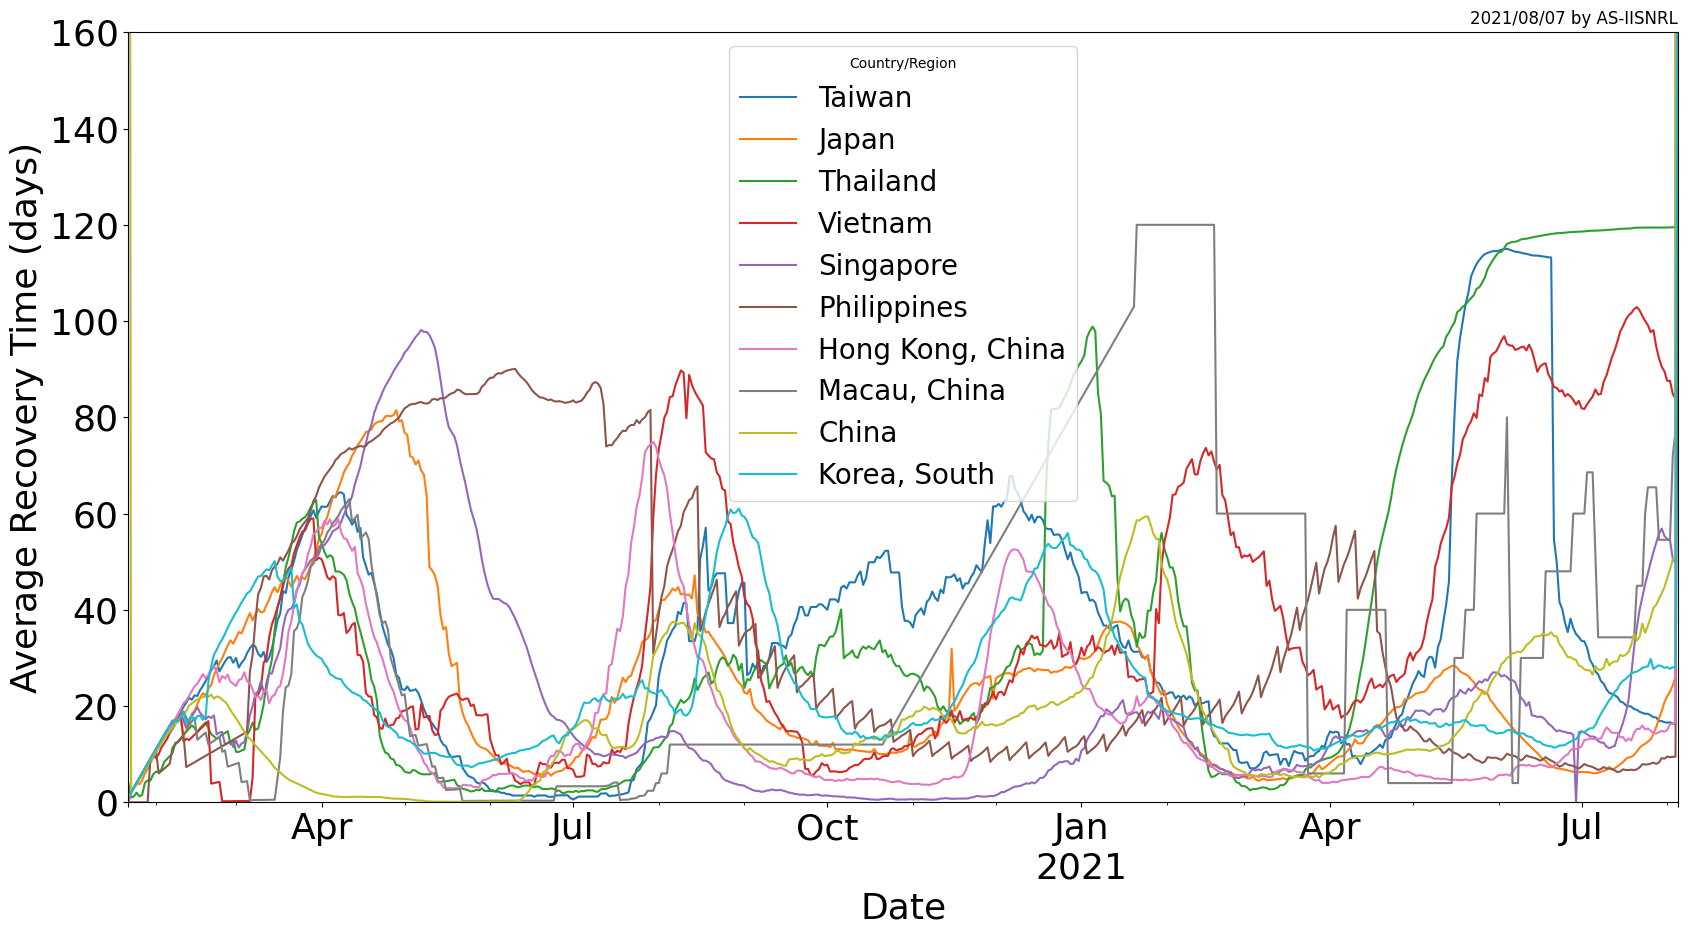 2021/08/07 by AS-IISNRL
Average Recovery Time (days)
160
140
120
100
80
60
40
20
0
Country/Region
Taiwan
Japan
Thailand
Vietnam
Singapore
Philippines
Hong Kong, China
Macau, China
China
Korea, South
Apr Jul Oct Jan Apr Jul
2021
Date